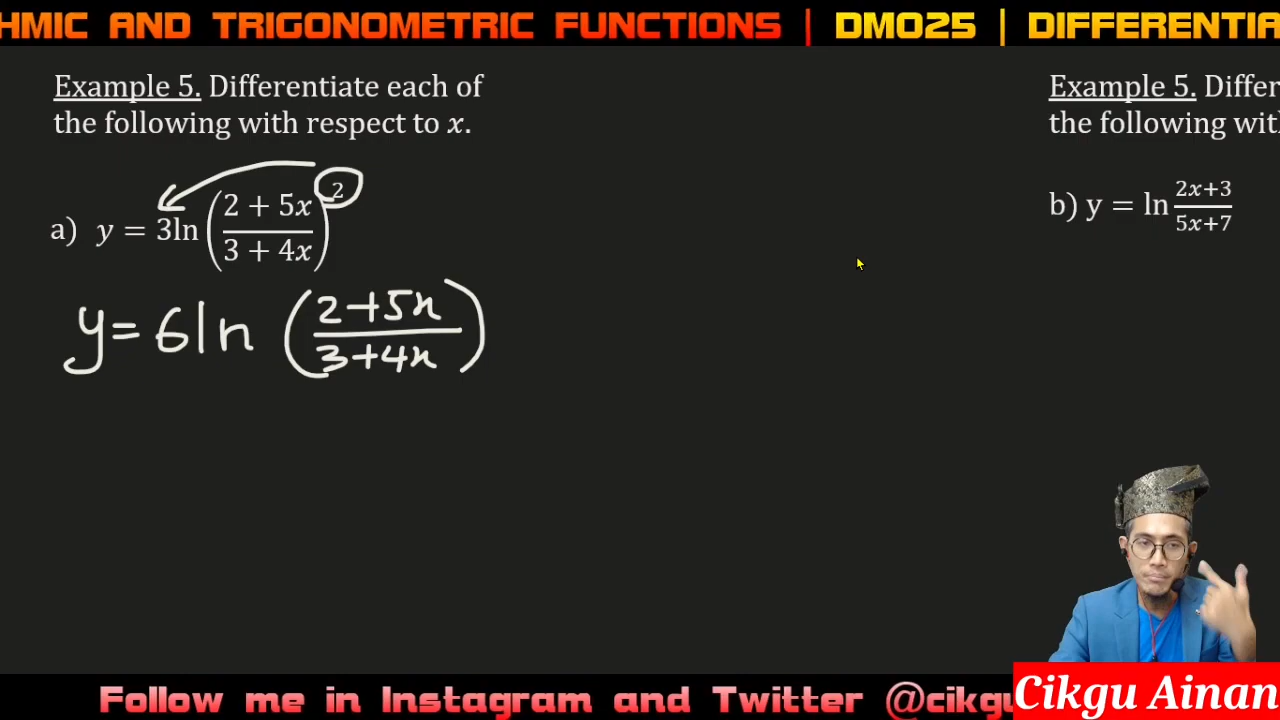 HMIC AND TRIGONOMETRIC FUNCTIONS | DM025 | DIFFERENTIA
Example 5. Differentiate each of
the following with respect to x.
a) y = 3ln((2 + 5x)/(3 + 4x))²
y = 6ln((2+5x)/(3+4x))
Example 5. Differ
the following wit
b) y = ln (2x+3)/(5x+7)
Follow me in Instagram and Twitter @cikgu
Cikgu Ainan